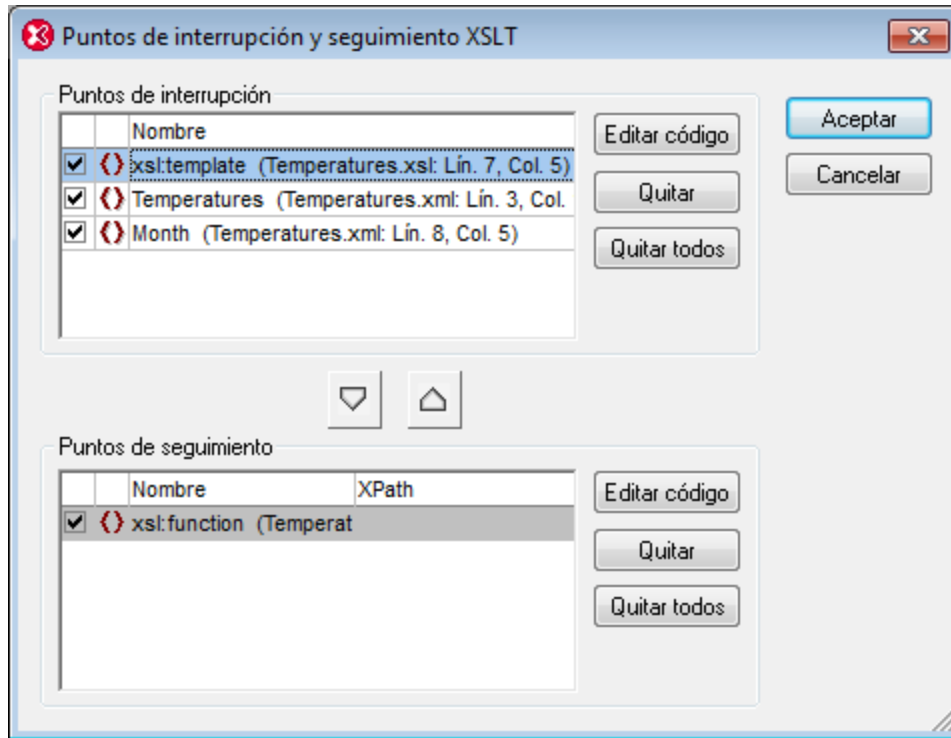 Puntos de interrupción y seguimiento XSLT
Puntos de interrupción
Nombre
xsl:template (Temperatures.xsl: Lín. 7, Col. 5)
Temperatures (Temperatures.xml: Lín. 3, Col.
Month (Temperatures.xml: Lín. 8, Col. 5)
Editar código
Quitar
Quitar todos
Aceptar
Cancelar
Puntos de seguimiento
Nombre XPath
xsl:function (Temperat
Editar código
Quitar
Quitar todos